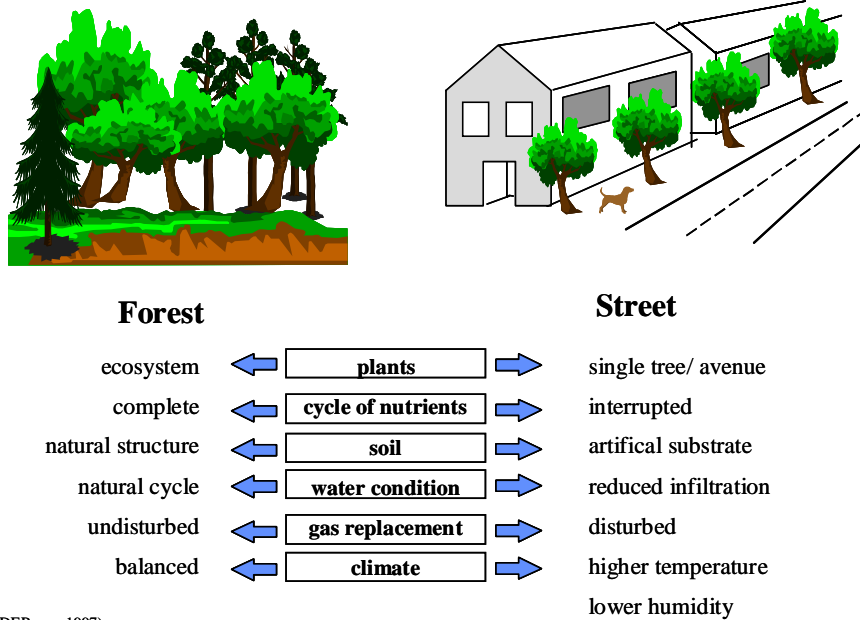 Forest
Street
ecosystem plants single tree/ avenue
complete cycle of nutrients interrupted
natural structure soil artifical substrate
natural cycle water condition reduced infiltration
undisturbed gas replacement disturbed
balanced climate higher temperature
lower humidity